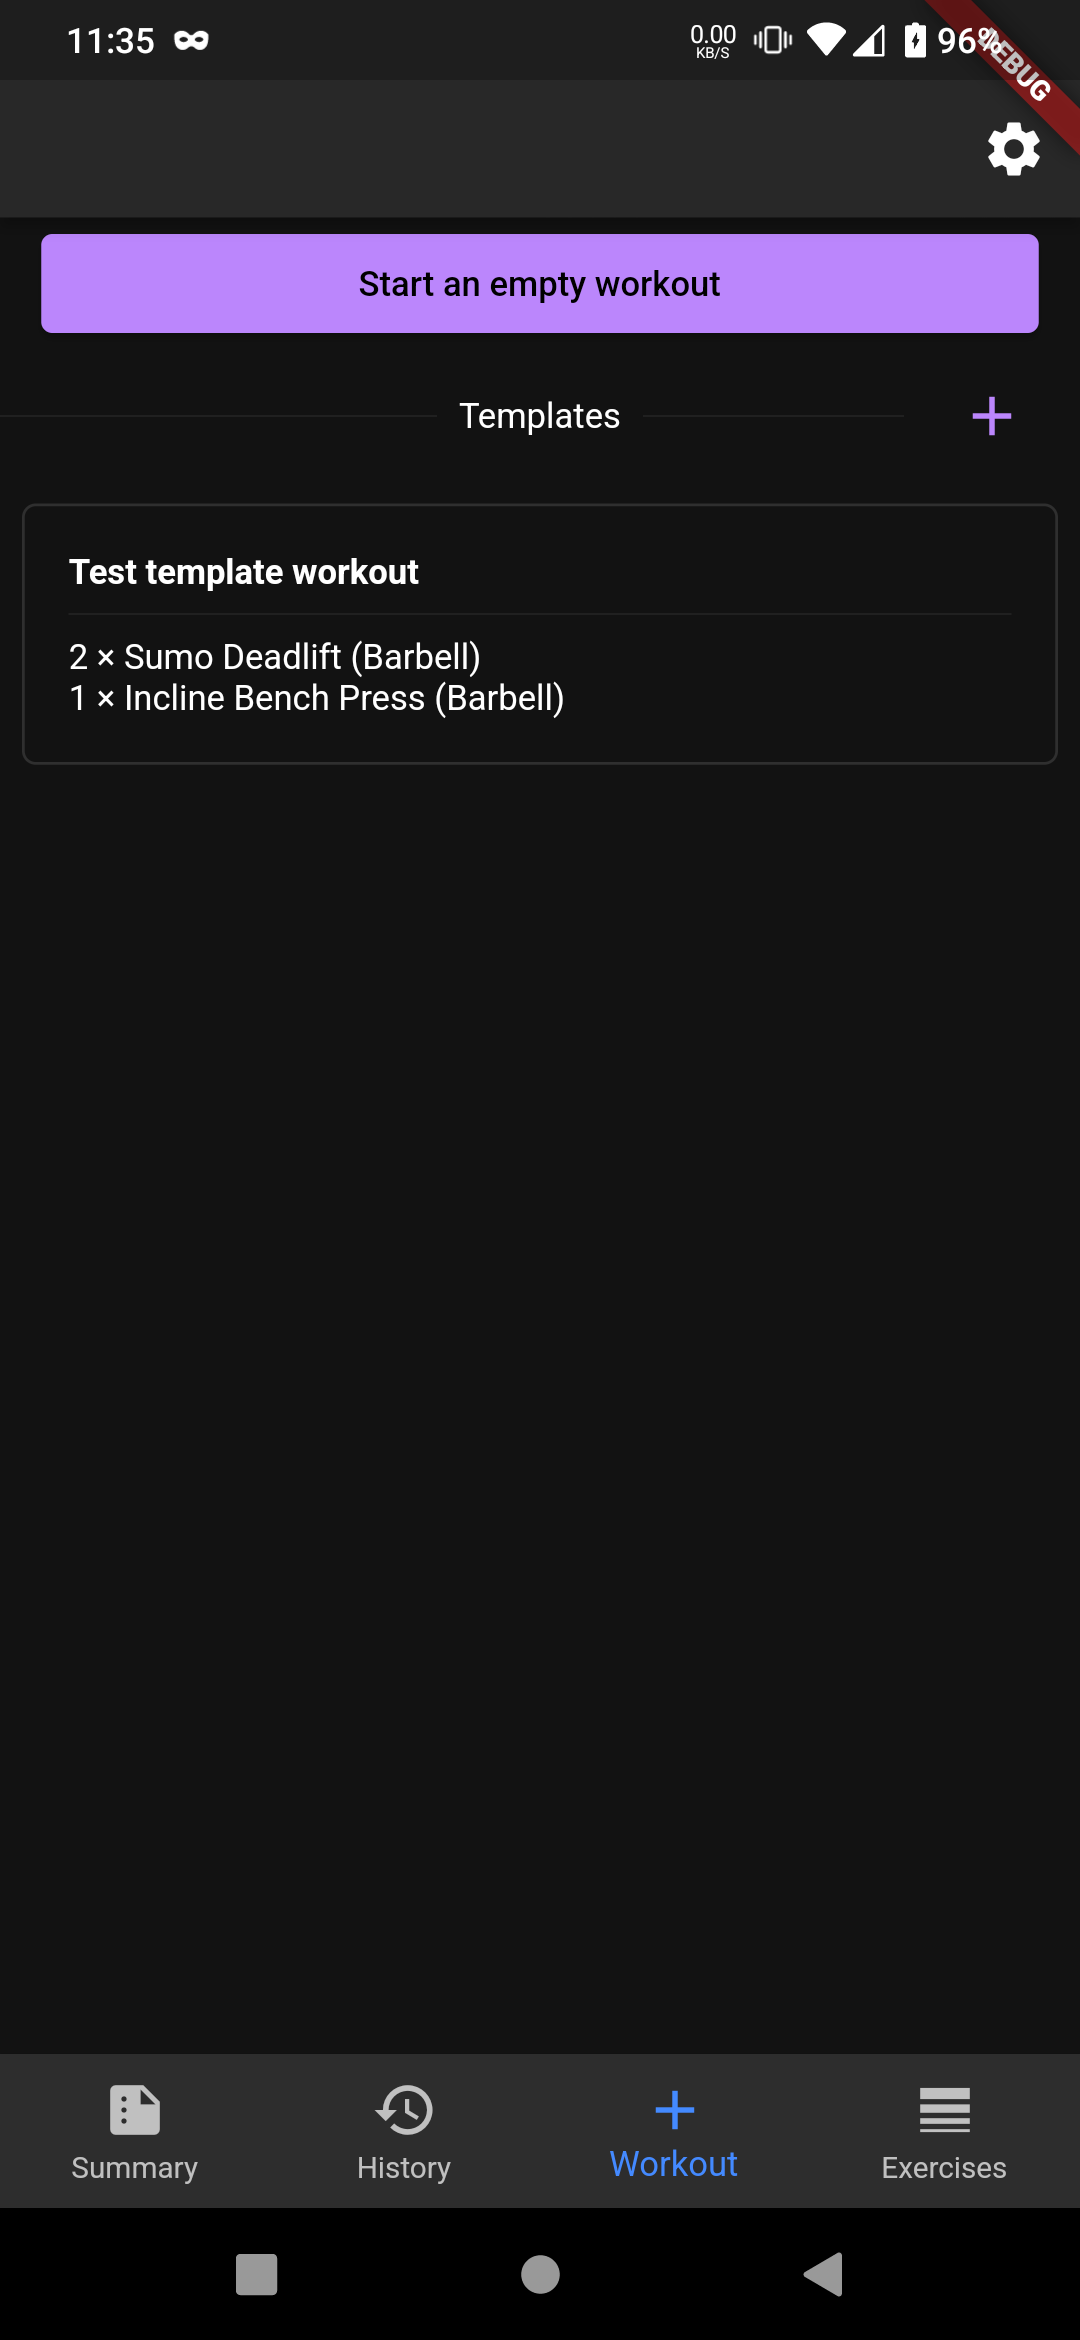 11:35
0.00
KB/S
96%
DEBUG
Start an empty workout
Templates
Test template workout
2 × Sumo Deadlift (Barbell)
1 × Incline Bench Press (Barbell)
Summary
History
Workout
Exercises